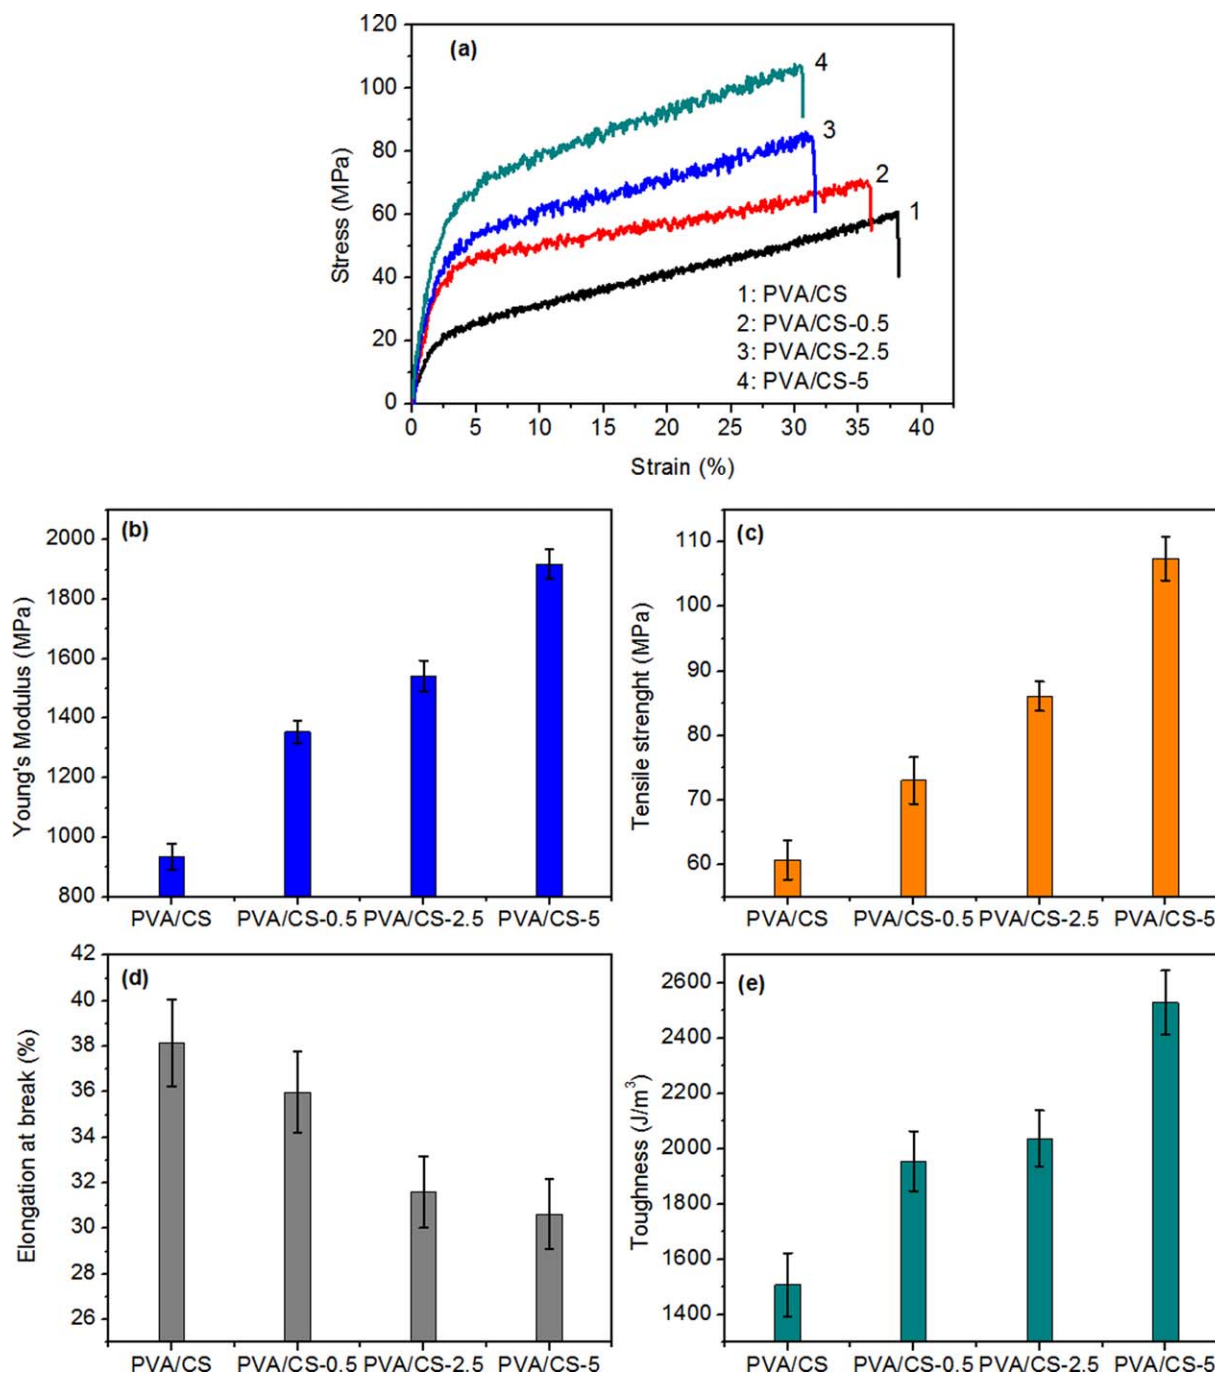 (a)
Stress (MPa)
120
100
80
60
40
20
0
4
3
2
1
1: PVA/CS
2: PVA/CS-0.5
3: PVA/CS-2.5
4: PVA/CS-5
0 5 10 15 20 25 30 35 40
Strain (%)
(b)
Young's Modulus (MPa)
2000
1800
1600
1400
1200
1000
800
PVA/CS PVA/CS-0.5 PVA/CS-2.5 PVA/CS-5
(c)
Tensile strenght (MPa)
110
100
90
80
70
60
PVA/CS PVA/CS-0.5 PVA/CS-2.5 PVA/CS-5
(d)
Elongation at break (%)
42
40
38
36
34
32
30
28
26
PVA/CS PVA/CS-0.5 PVA/CS-2.5 PVA/CS-5
(e)
Toughness (J/m³)
2600
2400
2200
2000
1800
1600
1400
PVA/CS PVA/CS-0.5 PVA/CS-2.5 PVA/CS-5